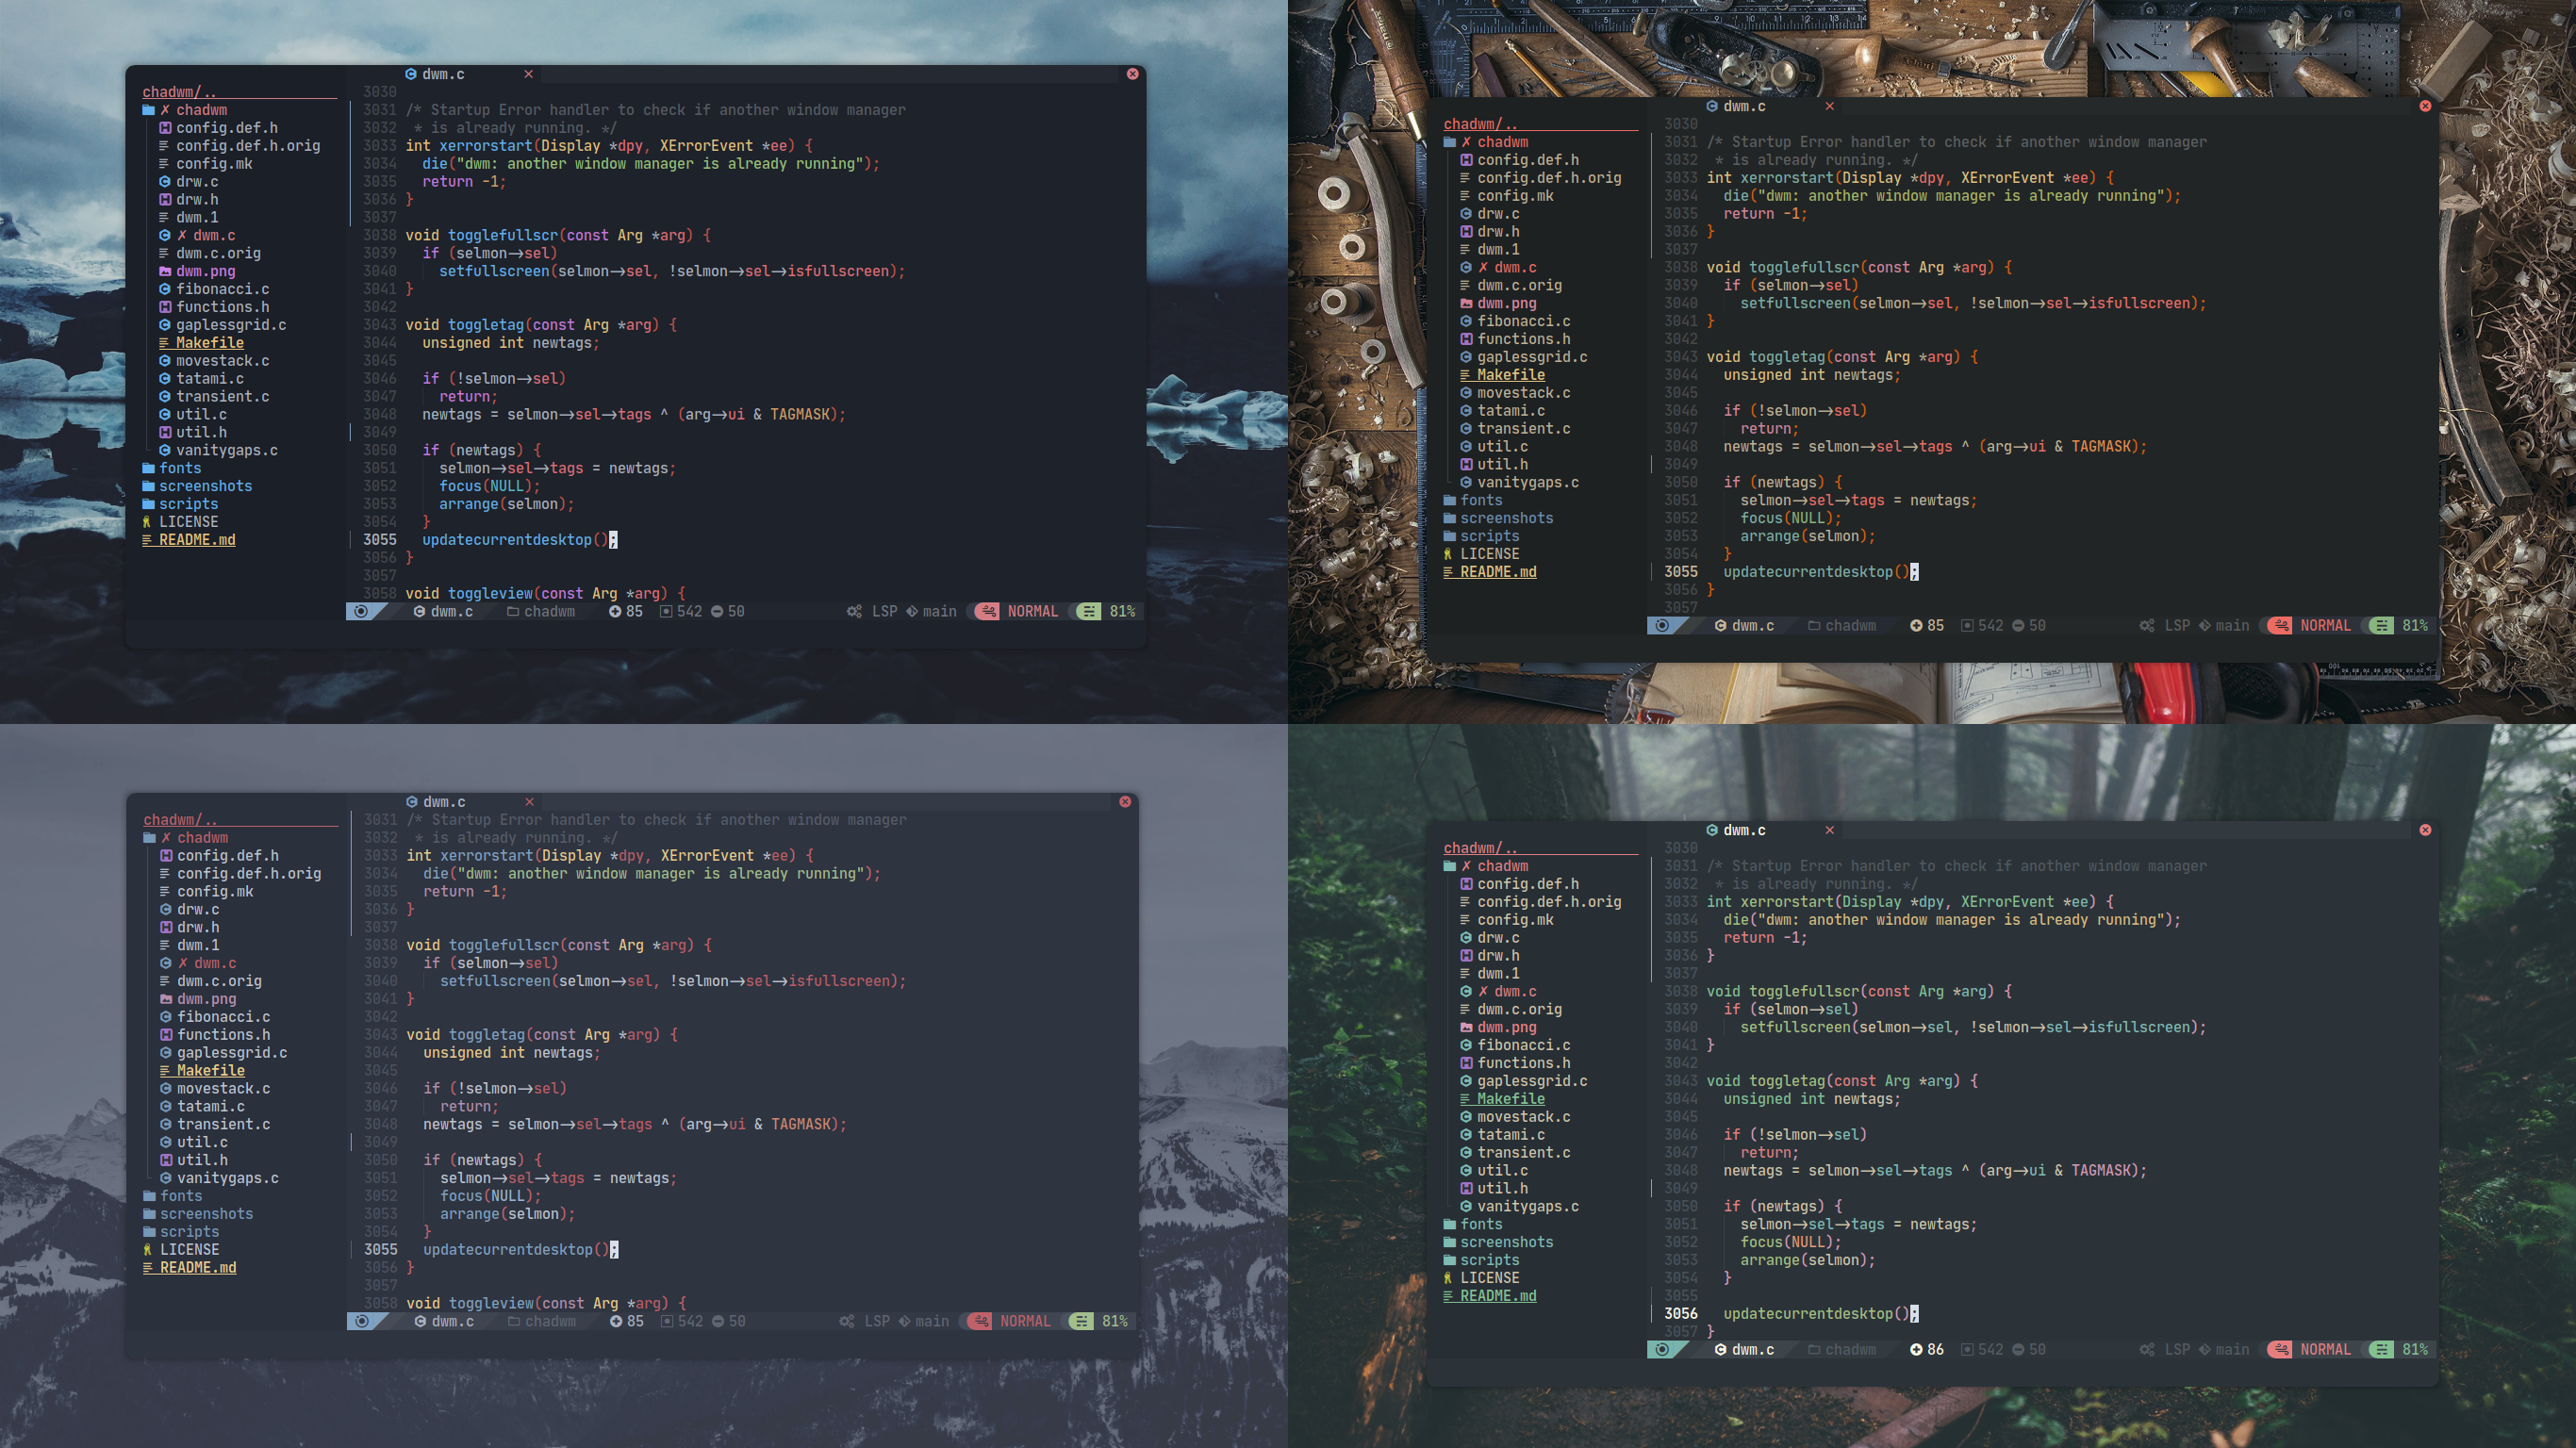 dwm.c ×
chadwm/..
✗ chadwm
config.def.h
config.def.h.orig
config.mk
drw.c
drw.h
dwm.1
✗ dwm.c
dwm.c.orig
dwm.png
fibonacci.c
functions.h
gaplessgrid.c
Makefile
movestack.c
tatami.c
transient.c
util.c
util.h
vanitygaps.c
fonts
screenshots
scripts
LICENSE
README.md
3030
3031 /* Startup Error handler to check if another window manager
3032  * is already running. */
3033 int xerrorstart(Display *dpy, XErrorEvent *ee) {
3034   die("dwm: another window manager is already running");
3035   return -1;
3036 }
3037
3038 void togglefullscr(const Arg *arg) {
3039   if (selmon->sel)
3040     setfullscreen(selmon->sel, !selmon->sel->isfullscreen);
3041 }
3042
3043 void toggletag(const Arg *arg) {
3044   unsigned int newtags;
3045
3046   if (!selmon->sel)
3047     return;
3048   newtags = selmon->sel->tags ^ (arg->ui & TAGMASK);
3049
3050   if (newtags) {
3051     selmon->sel->tags = newtags;
3052     focus(NULL);
3053     arrange(selmon);
3054   }
3055   updatecurrentdesktop();
3056 }
3057
3058 void toggleview(const Arg *arg) {
dwm.c chadwm 85 542 50 LSP main NORMAL 81%
dwm.c ×
chadwm/..
✗ chadwm
config.def.h
config.def.h.orig
config.mk
drw.c
drw.h
dwm.1
✗ dwm.c
dwm.c.orig
dwm.png
fibonacci.c
functions.h
gaplessgrid.c
Makefile
movestack.c
tatami.c
transient.c
util.c
util.h
vanitygaps.c
fonts
screenshots
scripts
LICENSE
README.md
3030
3031 /* Startup Error handler to check if another window manager
3032  * is already running. */
3033 int xerrorstart(Display *dpy, XErrorEvent *ee) {
3034   die("dwm: another window manager is already running");
3035   return -1;
3036 }
3037
3038 void togglefullscr(const Arg *arg) {
3039   if (selmon->sel)
3040     setfullscreen(selmon->sel, !selmon->sel->isfullscreen);
3041 }
3042
3043 void toggletag(const Arg *arg) {
3044   unsigned int newtags;
3045
3046   if (!selmon->sel)
3047     return;
3048   newtags = selmon->sel->tags ^ (arg->ui & TAGMASK);
3049
3050   if (newtags) {
3051     selmon->sel->tags = newtags;
3052     focus(NULL);
3053     arrange(selmon);
3054   }
3055   updatecurrentdesktop();
3056 }
3057
dwm.c chadwm 85 542 50 LSP main NORMAL 81%
dwm.c ×
chadwm/..
✗ chadwm
config.def.h
config.def.h.orig
config.mk
drw.c
drw.h
dwm.1
✗ dwm.c
dwm.c.orig
dwm.png
fibonacci.c
functions.h
gaplessgrid.c
Makefile
movestack.c
tatami.c
transient.c
util.c
util.h
vanitygaps.c
fonts
screenshots
scripts
LICENSE
README.md
3031 /* Startup Error handler to check if another window manager
3032  * is already running. */
3033 int xerrorstart(Display *dpy, XErrorEvent *ee) {
3034   die("dwm: another window manager is already running");
3035   return -1;
3036 }
3037
3038 void togglefullscr(const Arg *arg) {
3039   if (selmon->sel)
3040     setfullscreen(selmon->sel, !selmon->sel->isfullscreen);
3041 }
3042
3043 void toggletag(const Arg *arg) {
3044   unsigned int newtags;
3045
3046   if (!selmon->sel)
3047     return;
3048   newtags = selmon->sel->tags ^ (arg->ui & TAGMASK);
3049
3050   if (newtags) {
3051     selmon->sel->tags = newtags;
3052     focus(NULL);
3053     arrange(selmon);
3054   }
3055   updatecurrentdesktop();
3056 }
3057
3058 void toggleview(const Arg *arg) {
dwm.c chadwm 85 542 50 LSP main NORMAL 81%
dwm.c ×
chadwm/..
✗ chadwm
config.def.h
config.def.h.orig
config.mk
drw.c
drw.h
dwm.1
✗ dwm.c
dwm.c.orig
dwm.png
fibonacci.c
functions.h
gaplessgrid.c
Makefile
movestack.c
tatami.c
transient.c
util.c
util.h
vanitygaps.c
fonts
screenshots
scripts
LICENSE
README.md
3030
3031 /* Startup Error handler to check if another window manager
3032  * is already running. */
3033 int xerrorstart(Display *dpy, XErrorEvent *ee) {
3034   die("dwm: another window manager is already running");
3035   return -1;
3036 }
3037
3038 void togglefullscr(const Arg *arg) {
3039   if (selmon->sel)
3040     setfullscreen(selmon->sel, !selmon->sel->isfullscreen);
3041 }
3042
3043 void toggletag(const Arg *arg) {
3044   unsigned int newtags;
3045
3046   if (!selmon->sel)
3047     return;
3048   newtags = selmon->sel->tags ^ (arg->ui & TAGMASK);
3049
3050   if (newtags) {
3051     selmon->sel->tags = newtags;
3052     focus(NULL);
3053     arrange(selmon);
3054   }
3055
3056   updatecurrentdesktop();
3057 }
dwm.c chadwm 86 542 50 LSP main NORMAL 81%